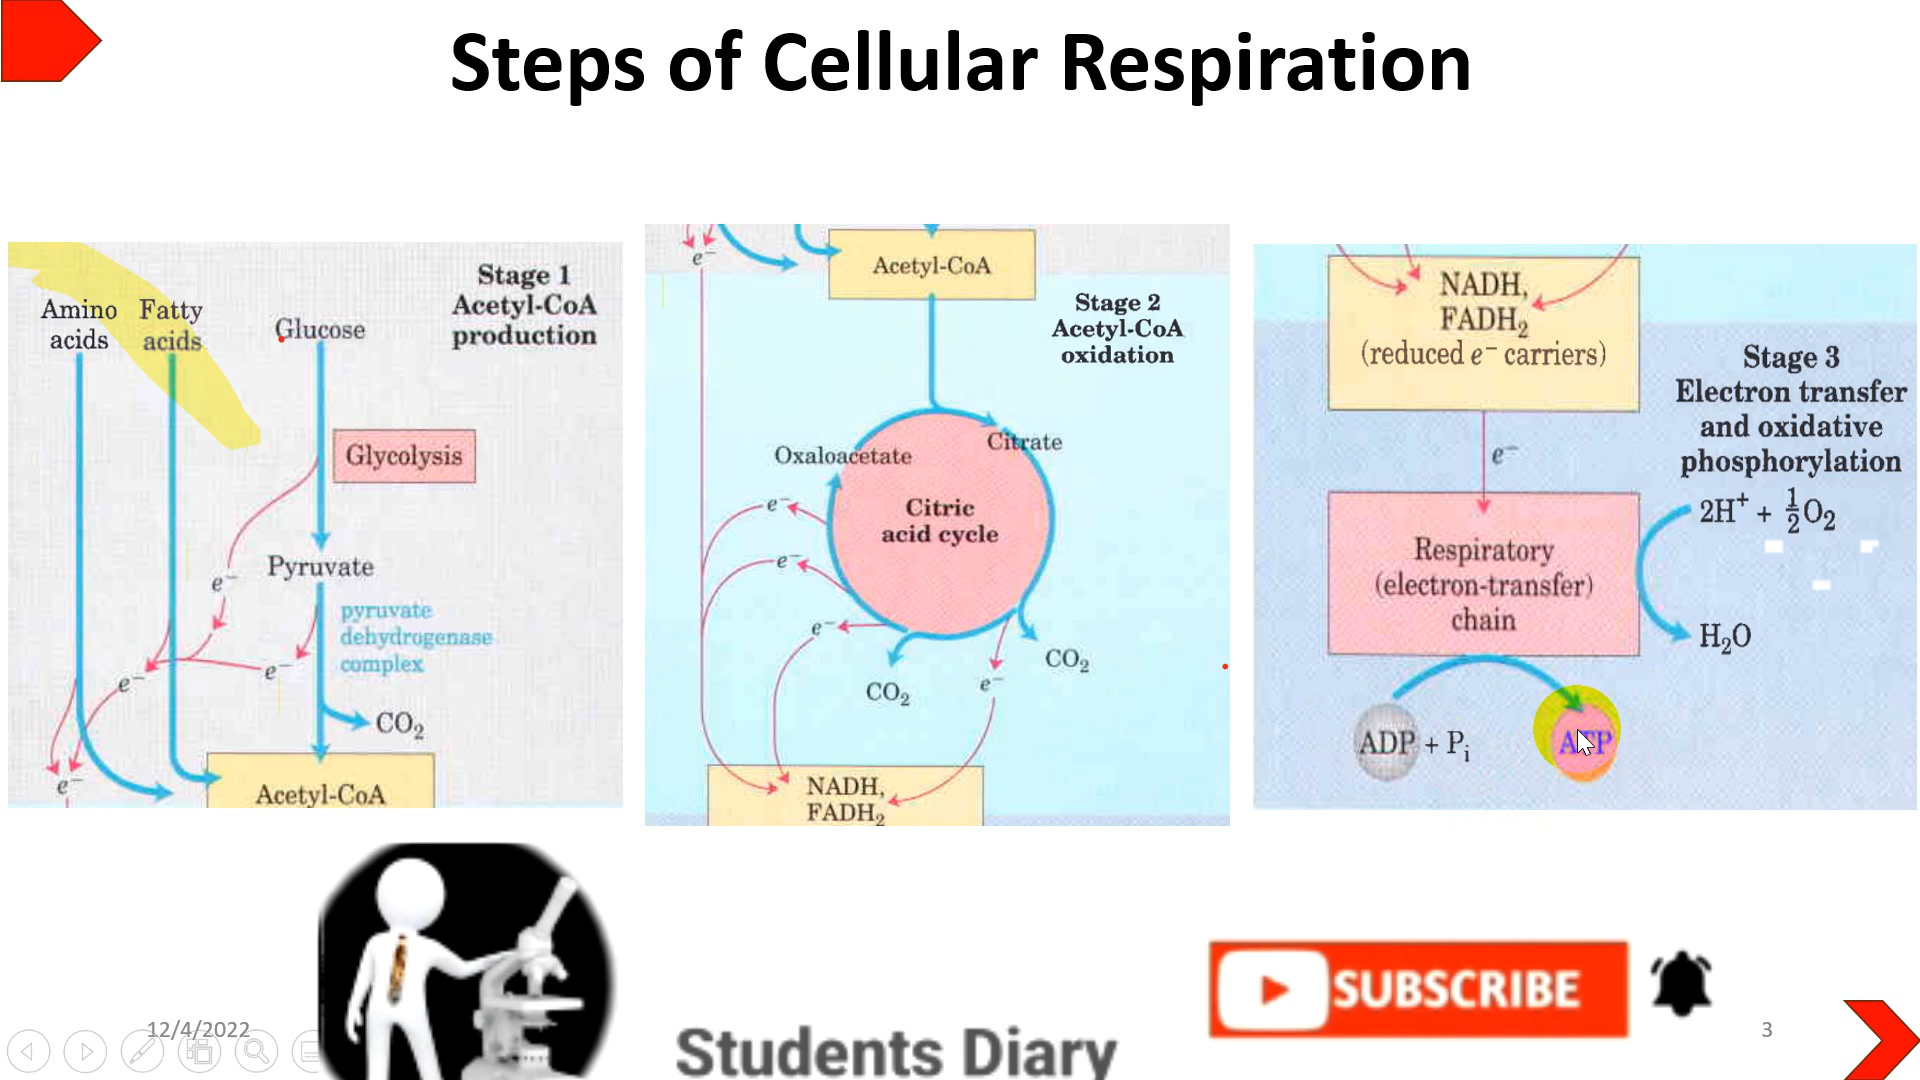 Steps of Cellular Respiration
Stage 1
Acetyl-CoA
production
Amino
acids
Fatty
acids
Glucose
Glycolysis
e⁻
Pyruvate
pyruvate
dehydrogenase
complex
e⁻
e⁻
CO₂
e⁻
Acetyl-CoA
e⁻
Acetyl-CoA
Stage 2
Acetyl-CoA
oxidation
Oxaloacetate
Citrate
Citric
acid cycle
e⁻
e⁻
e⁻
e⁻
CO₂
CO₂
NADH,
FADH₂
NADH,
FADH₂
(reduced e⁻ carriers)
Stage 3
Electron transfer
and oxidative
phosphorylation
e⁻
2H⁺ + ½O₂
Respiratory
(electron-transfer)
chain
H₂O
ADP + Pᵢ
ATP
SUBSCRIBE
Students Diary
12/4/2022
3